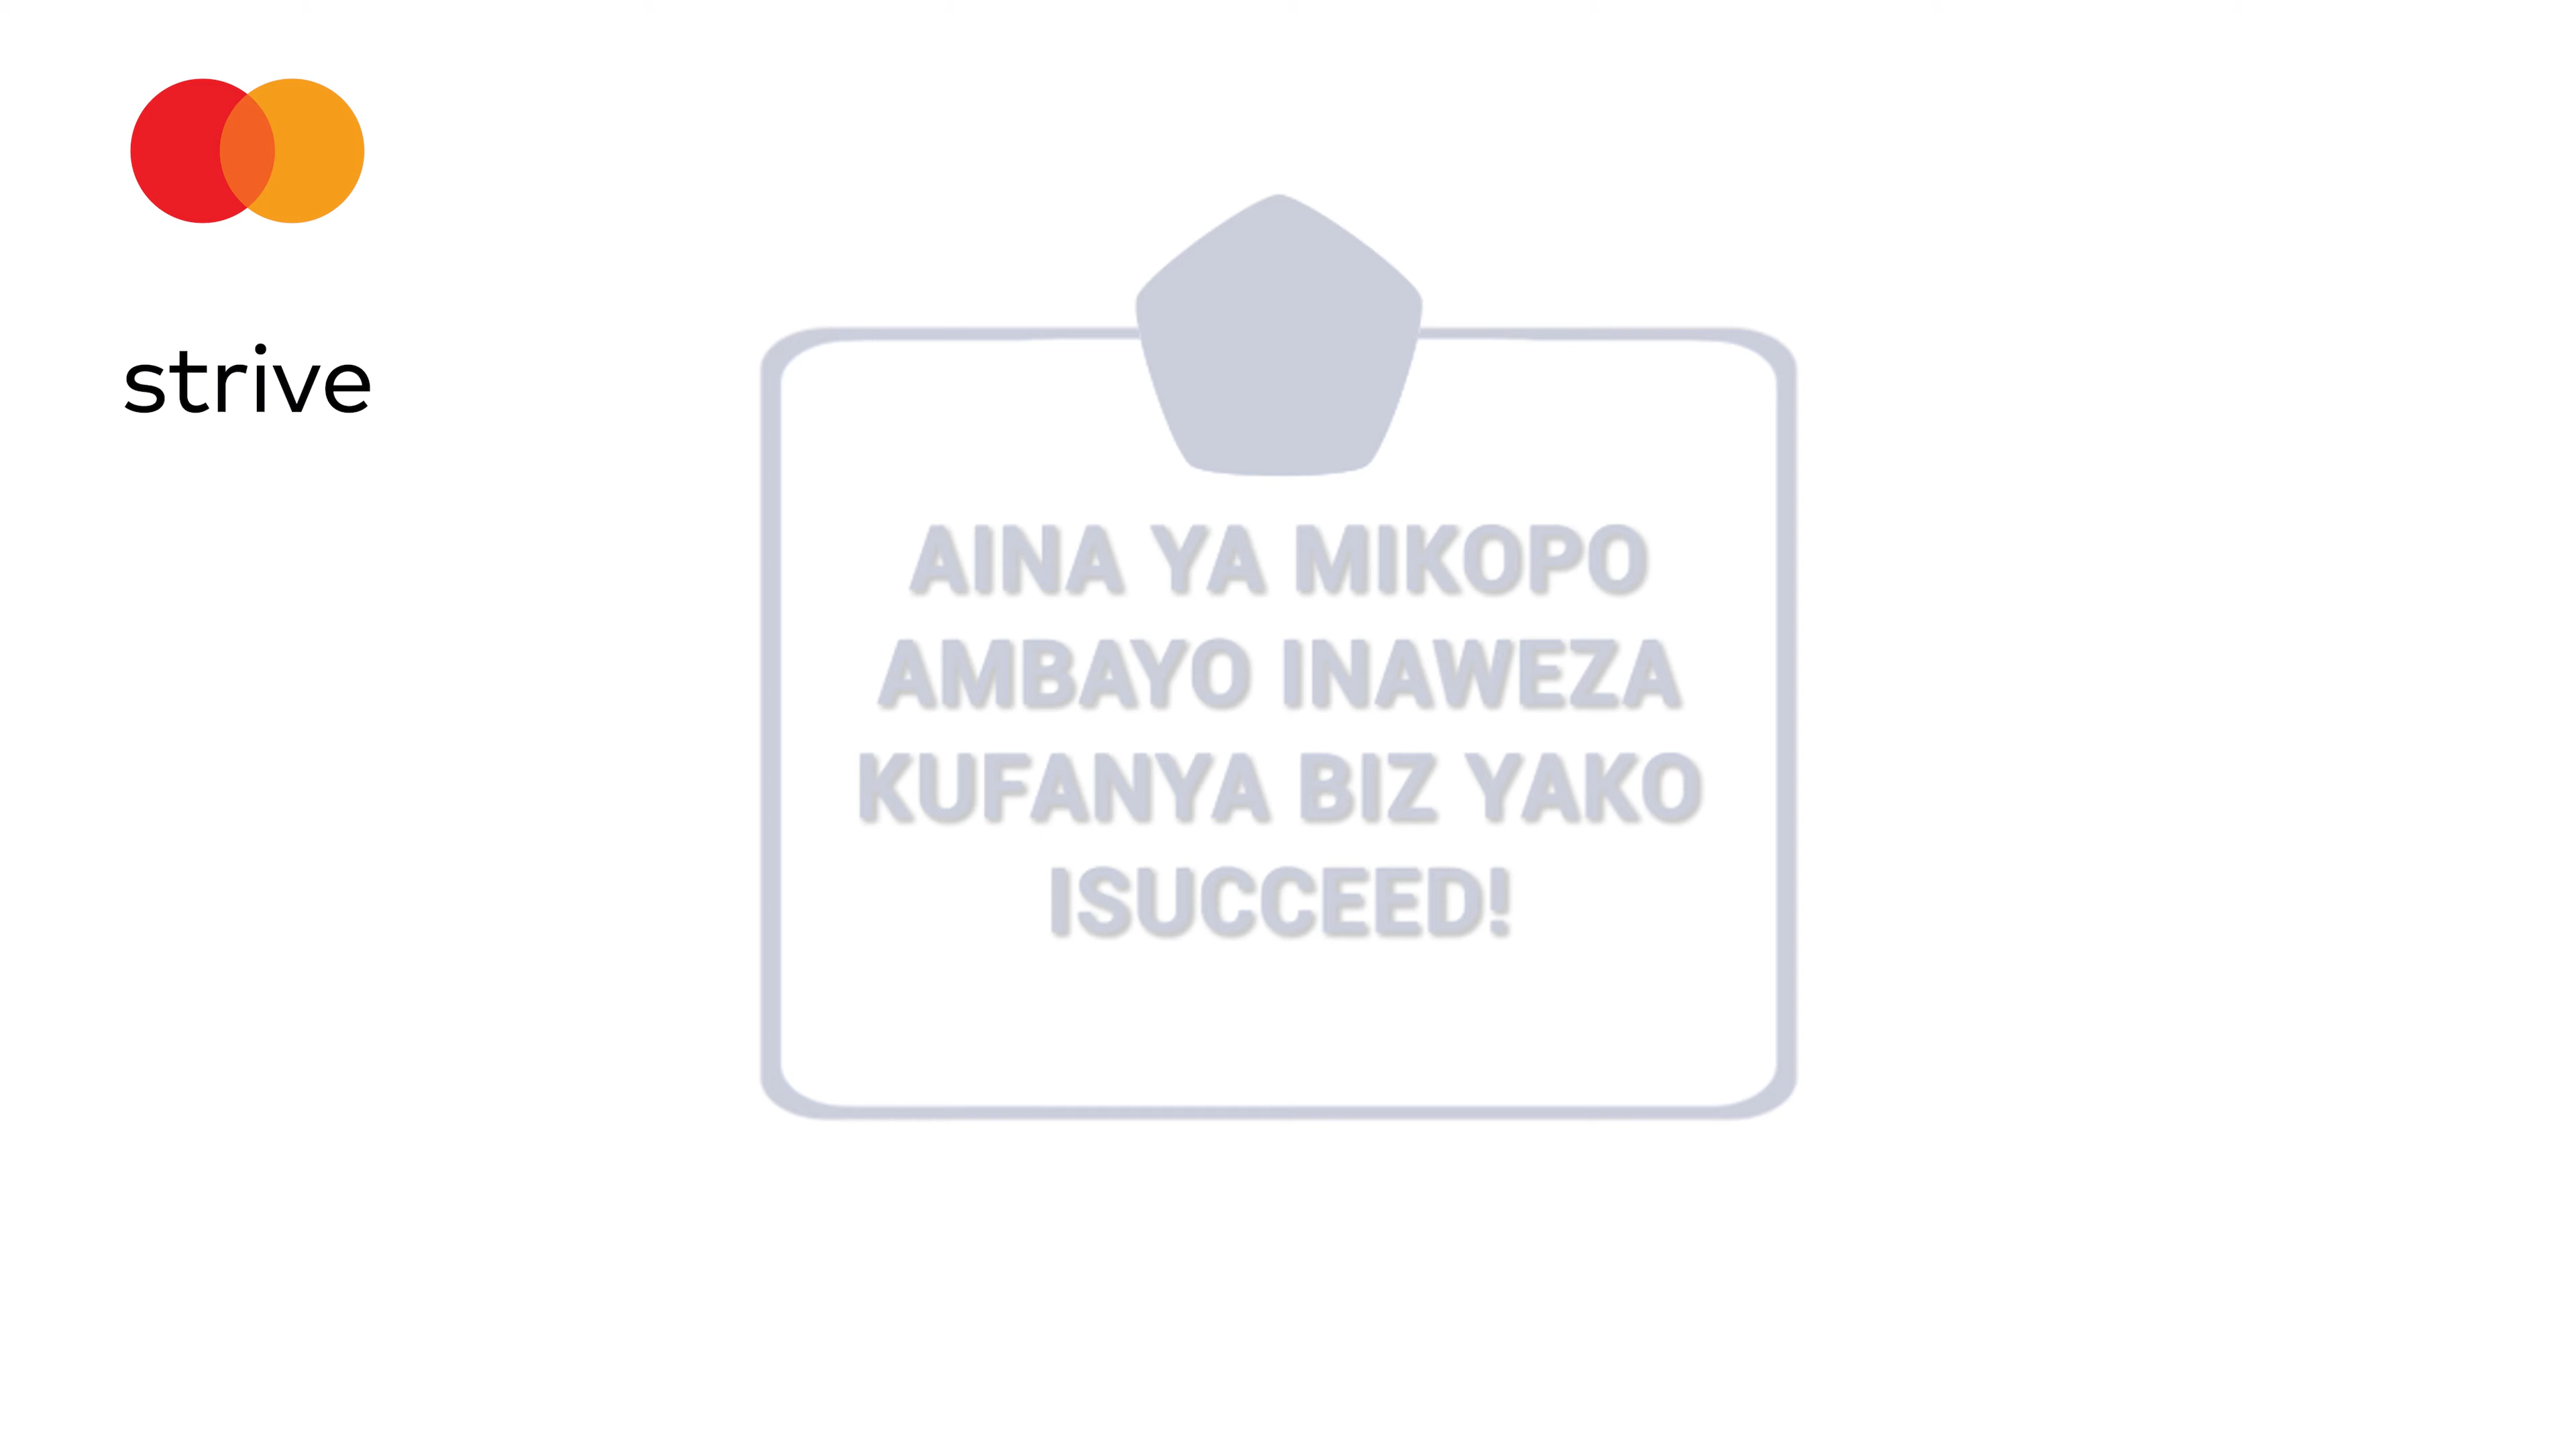 strive
AINA YA MIKOPO
AMBAYO INAWEZA
KUFANYA BIZ YAKO
ISUCCEED!